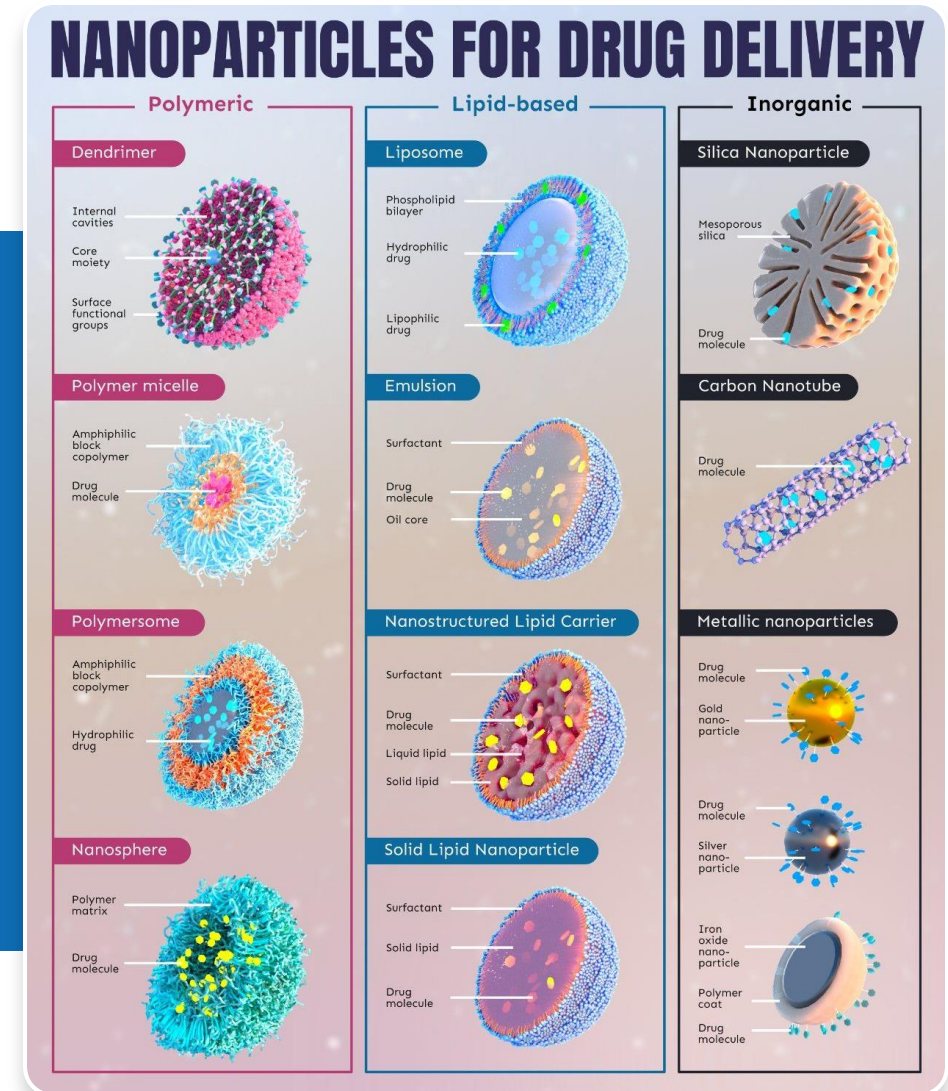 NANOPARTICLES FOR DRUG DELIVERY
Polymeric
Dendrimer
Internal
cavities
Core
moiety
Surface
functional
groups
Polymer micelle
Amphiphilic
block
copolymer
Drug
molecule
Polymersome
Amphiphilic
block
copolymer
Hydrophilic
drug
Nanosphere
Polymer
matrix
Drug
molecule
Lipid-based
Liposome
Phospholipid
bilayer
Hydrophilic
drug
Lipophilic
drug
Emulsion
Surfactant
Drug
molecule
Oil core
Nanostructured Lipid Carrier
Surfactant
Drug
molecule
Liquid lipid
Solid lipid
Solid Lipid Nanoparticle
Surfactant
Solid lipid
Drug
molecule
Inorganic
Silica Nanoparticle
Mesoporous
silica
Drug
molecule
Carbon Nanotube
Drug
molecule
Metallic nanoparticles
Drug
molecule
Gold
nano-
particle
Drug
molecule
Silver
nano-
particle
Iron
oxide
nano-
particle
Polymer
coat
Drug
molecule